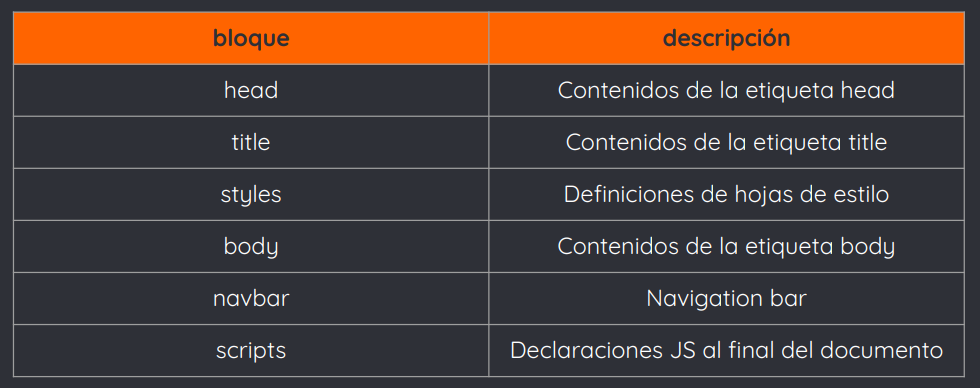 bloque descripción
head Contenidos de la etiqueta head
title Contenidos de la etiqueta title
styles Definiciones de hojas de estilo
body Contenidos de la etiqueta body
navbar Navigation bar
scripts Declaraciones JS al final del documento